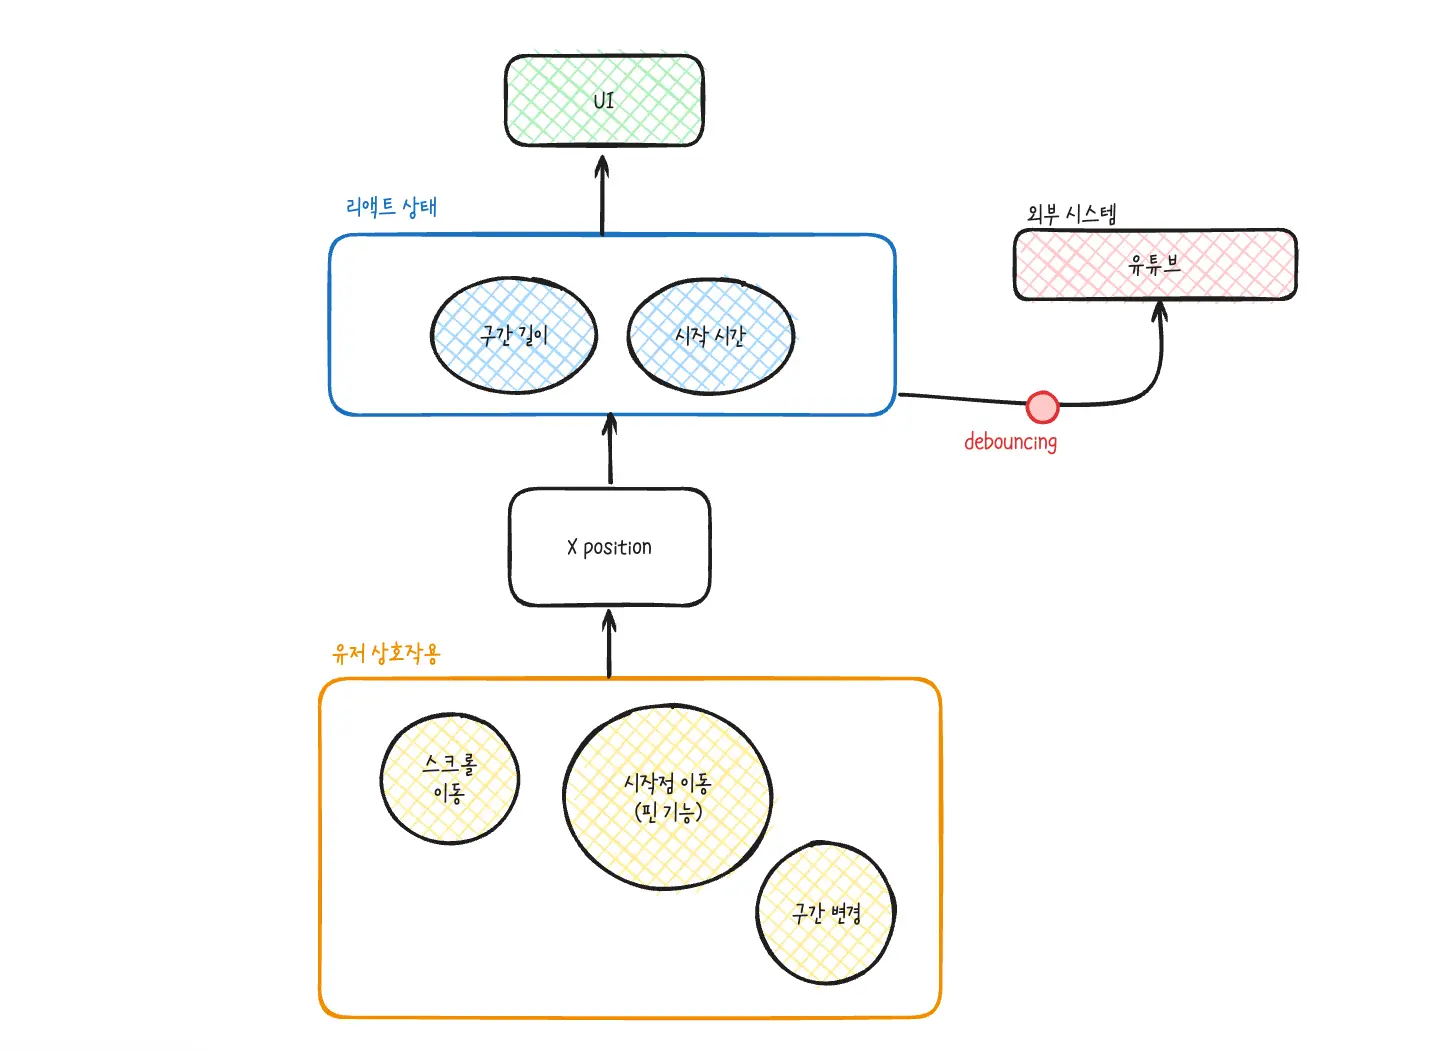 UI
리액트 상태
외부 시스템
유튜브
구간 길이
시작 시간
debouncing
X position
유저 상호작용
스크롤
이동
시작점 이동
(핀 기능)
구간 변경